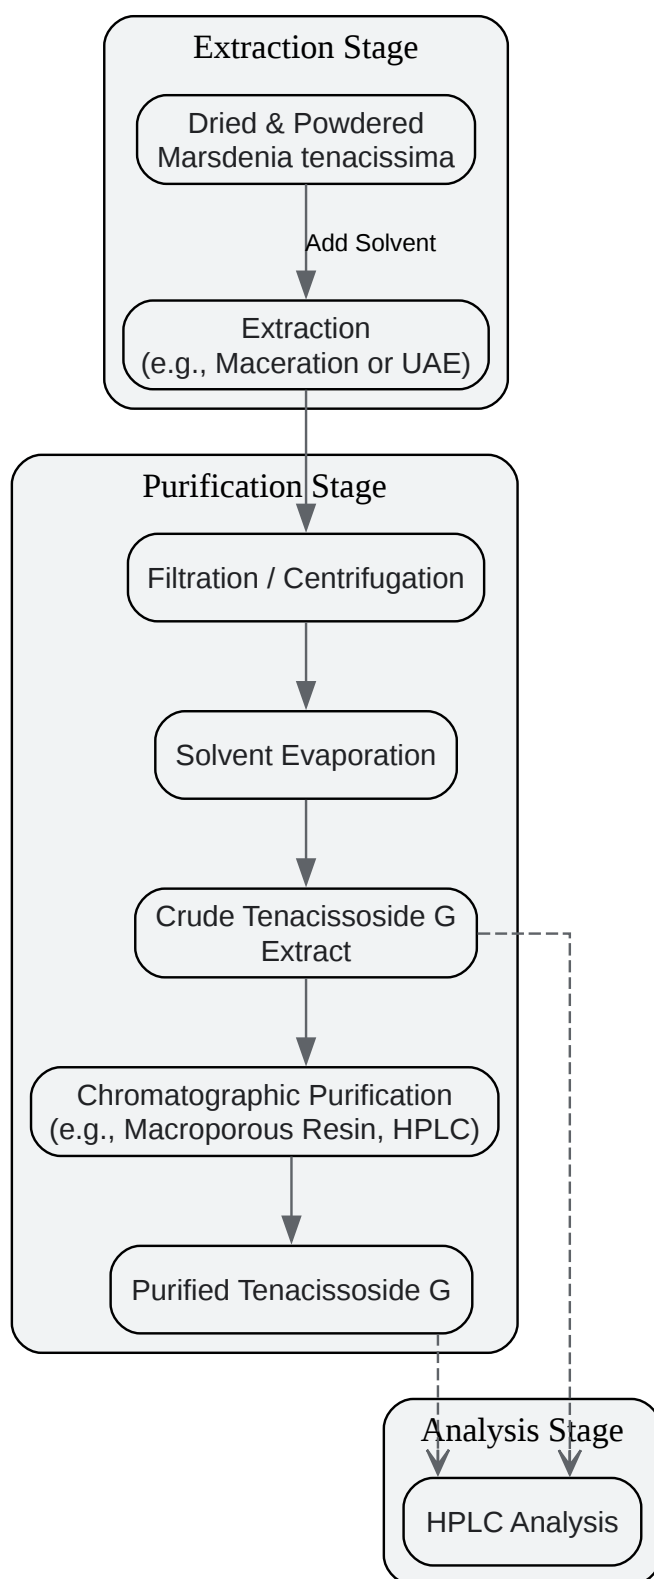 Extraction Stage
Dried & Powdered
Marsdenia tenacissima
Add Solvent
Extraction
(e.g., Maceration or UAE)
Purification Stage
Filtration / Centrifugation
Solvent Evaporation
Crude Tenacissoside G
Extract
Chromatographic Purification
(e.g., Macroporous Resin, HPLC)
Purified Tenacissoside G
Analysis Stage
HPLC Analysis